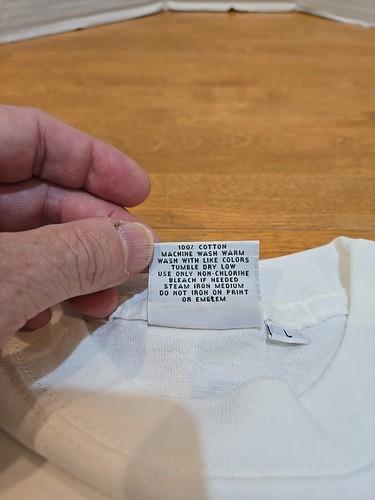 100% COTTON
MACHINE WASH WARM
WASH WITH LIKE COLORS
TUMBLE DRY LOW
USE ONLY NON-CHLORINE
BLEACH IF NEEDED
STEAM IRON MEDIUM
DO NOT IRON ON PRINT
OR EMBLEM
L